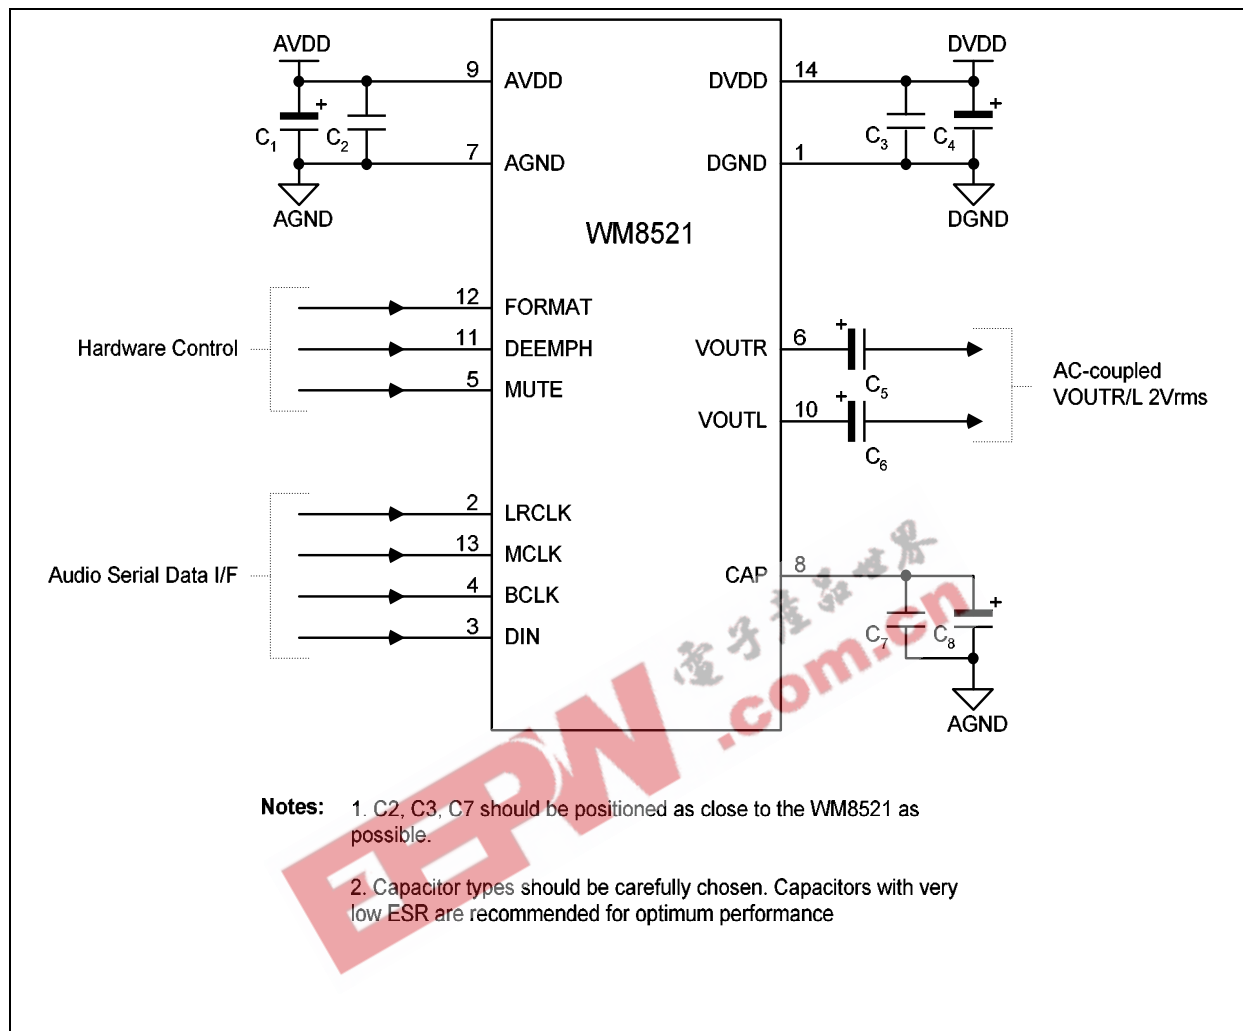 AVDD
9 AVDD
+
C1 C2
7 AGND
AGND
DVDD
DVDD 14
+
C3 C4
DGND 1
DGND
WM8521
Hardware Control
12 FORMAT
11 DEEMPH
5 MUTE
VOUTR 6
+
C5
VOUTL 10
+
C6
AC-coupled
VOUTR/L 2Vrms
Audio Serial Data I/F
2 LRCLK
13 MCLK
4 BCLK
3 DIN
CAP 8
+
C7 C8
AGND
電子產品世界
EEPW.com.cn
Notes: 1. C2, C3, C7 should be positioned as close to the WM8521 as
possible.
2. Capacitor types should be carefully chosen. Capacitors with very
low ESR are recommended for optimum performance